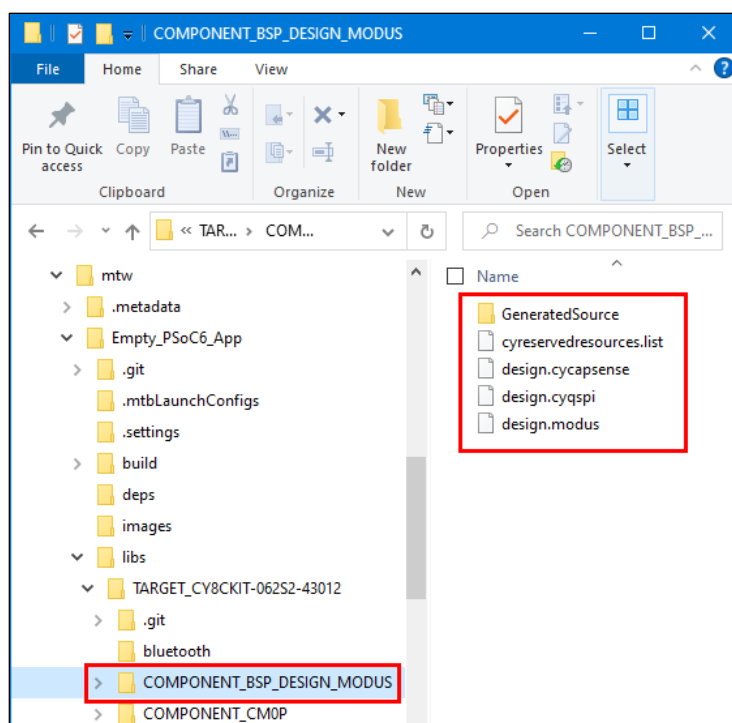 COMPONENT_BSP_DESIGN_MODUS
File Home Share View
Pin to Quick access
Copy
Paste
Clipboard
Organize
New folder
New
Properties
Open
Select
« TAR... › COM...
Search COMPONENT_BSP_...
mtw
.metadata
Empty_PSoC6_App
.git
.mtbLaunchConfigs
.settings
build
deps
images
libs
TARGET_CY8CKIT-062S2-43012
.git
bluetooth
COMPONENT_BSP_DESIGN_MODUS
COMPONENT_CM0P
Name
GeneratedSource
cyreservedresources.list
design.cycapsense
design.cyqspi
design.modus